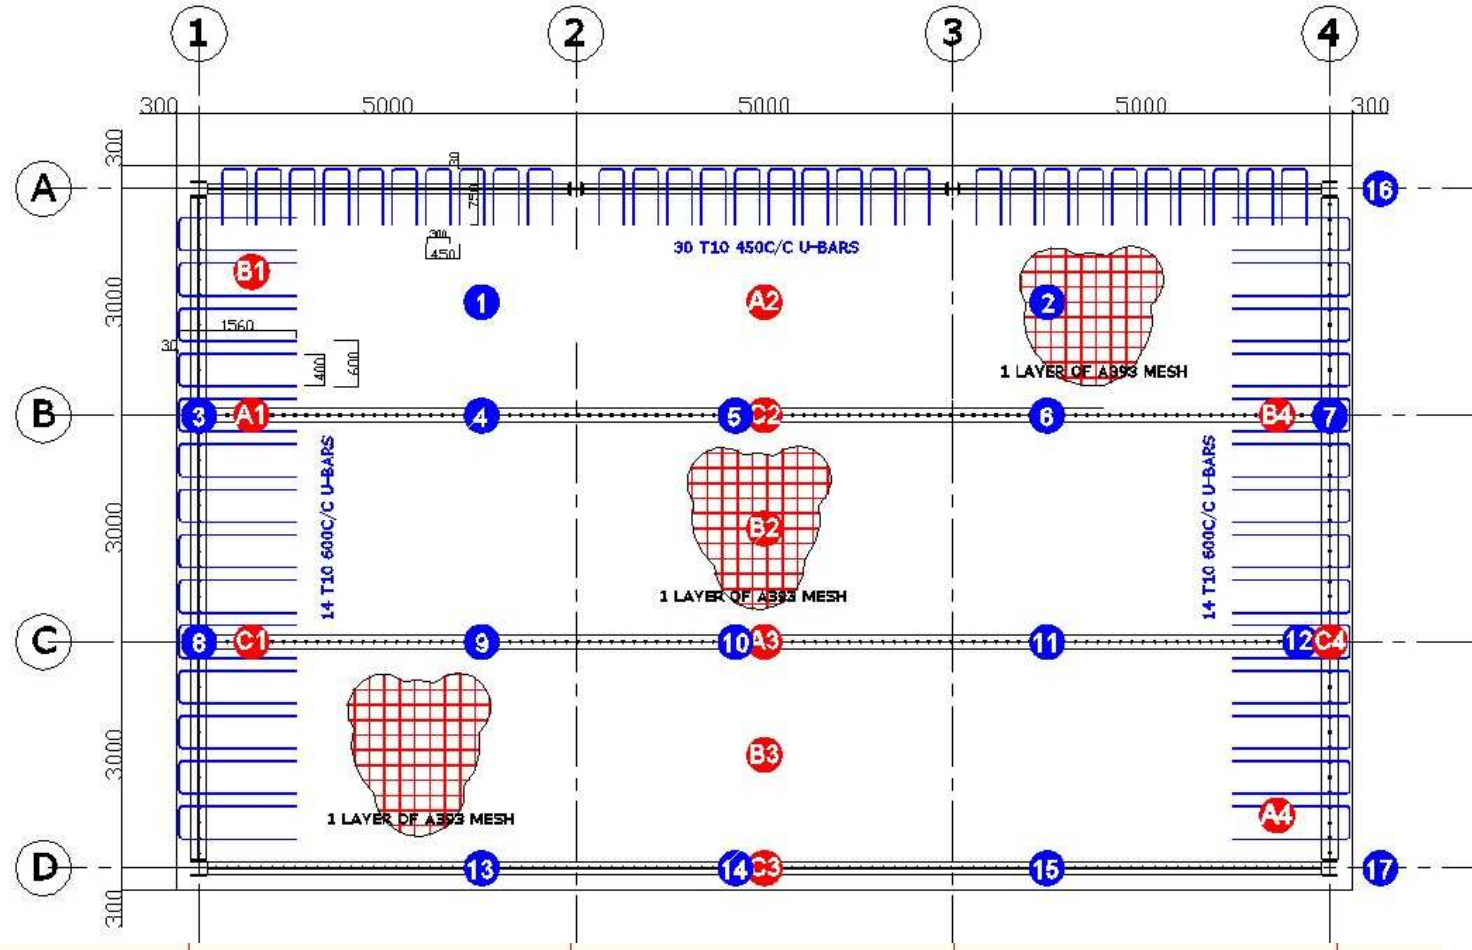 1 2 3 4
300 5000 5000 5000 300
300
30
A 16
750
300
450
30 T10 450C/C U-BARS
B1
1 A2 2
3000
1560
30
400 600
1 LAYER OF A393 MESH
B 3 A1 4 5 C2 6 B4 7
14 T10 600C/C U-BARS
14 T10 600C/C U-BARS
3000
B2
1 LAYER OF A393 MESH
C 8 C1 9 10 A3 11 12 C4
3000
B3
1 LAYER OF A393 MESH
A4
D 13 14 C3 15 17
300